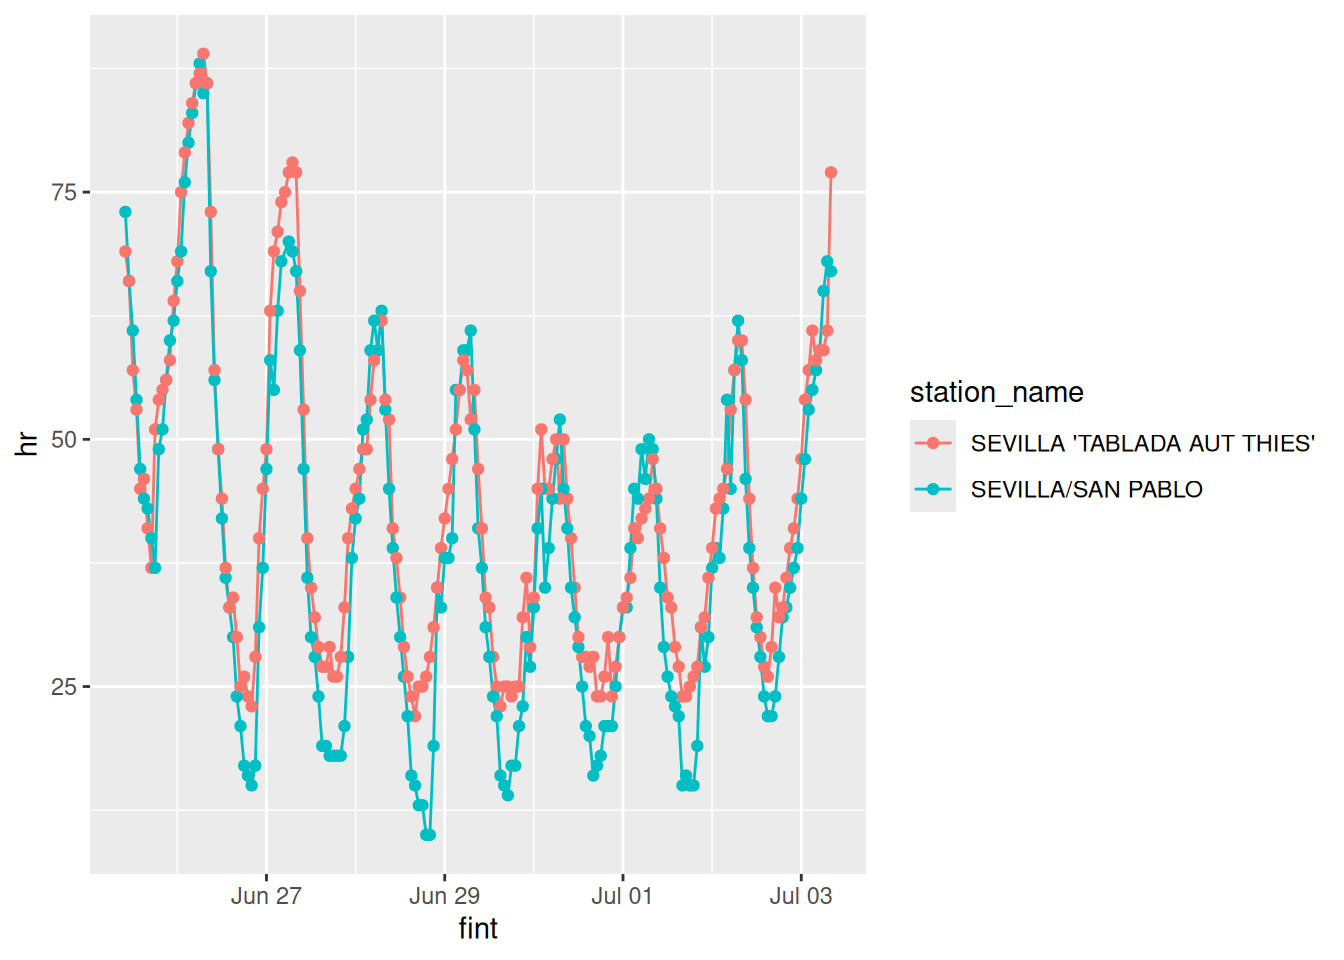 75
50
25
hr
Jun 27
Jun 29
Jul 01
Jul 03
fint
station_name
SEVILLA 'TABLADA AUT THIES'
SEVILLA/SAN PABLO